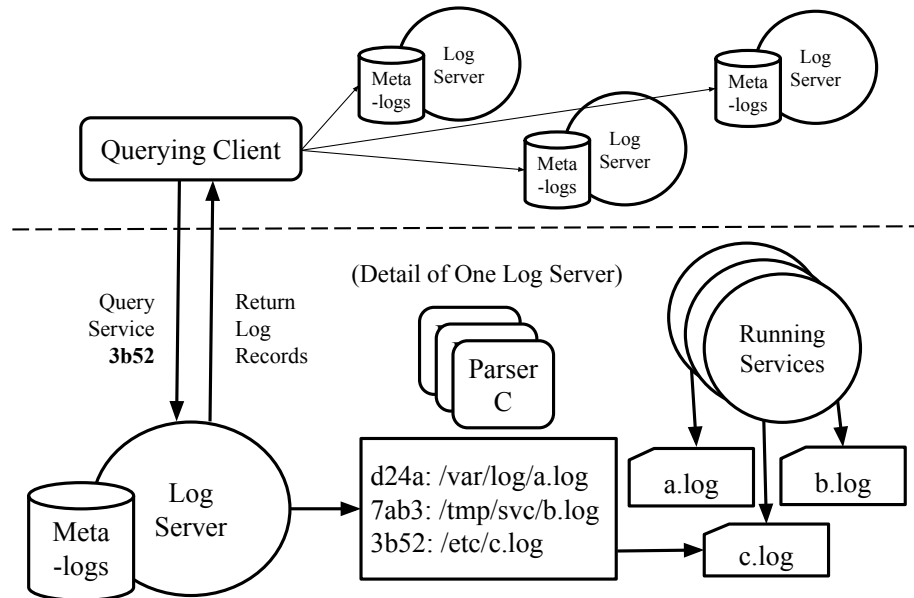 Meta
-logs
Log
Server
Meta
-logs
Log
Server
Querying Client
Meta
-logs
Log
Server
(Detail of One Log Server)
Query
Service
3b52
Return
Log
Records
Parser
C
Running
Services
d24a: /var/log/a.log
7ab3: /tmp/svc/b.log
3b52: /etc/c.log
a.log
b.log
c.log
Log
Server
Meta
-logs